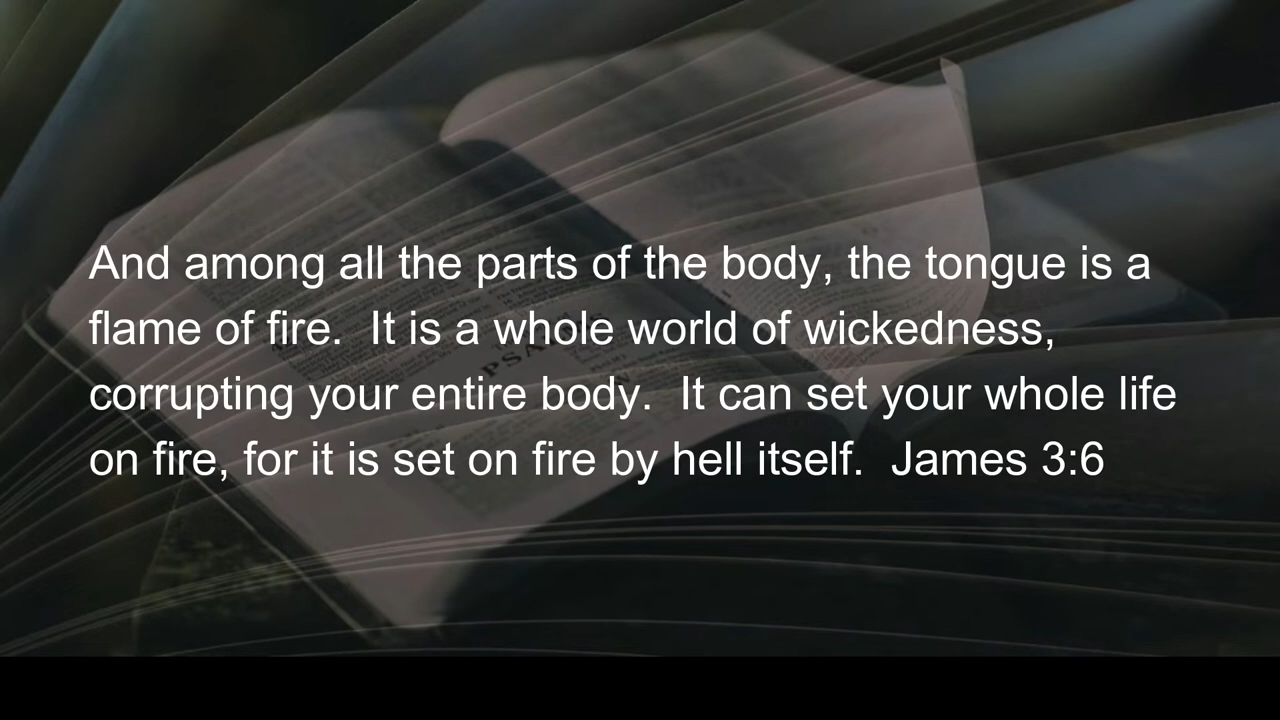 And among all the parts of the body, the tongue is a
flame of fire.  It is a whole world of wickedness,
corrupting your entire body.  It can set your whole life
on fire, for it is set on fire by hell itself.  James 3:6
PSALMS